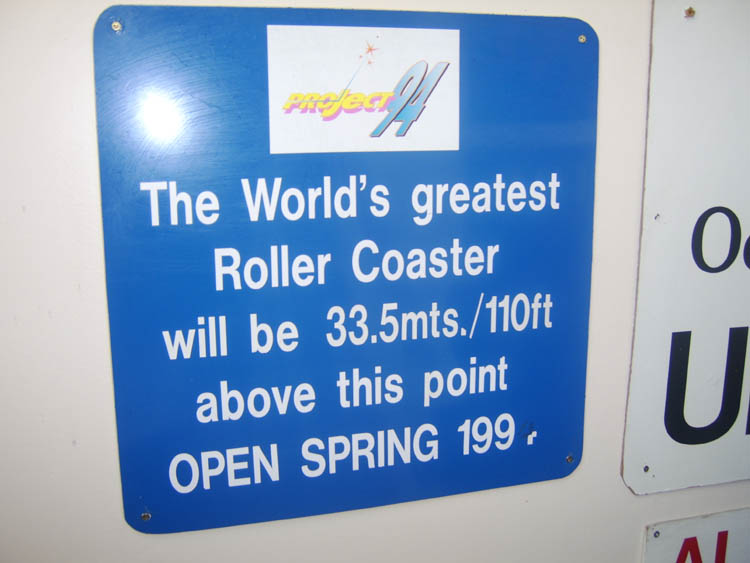 PROJECT 94
The World's greatest
Roller Coaster
will be 33.5mts./110ft
above this point
OPEN SPRING 199